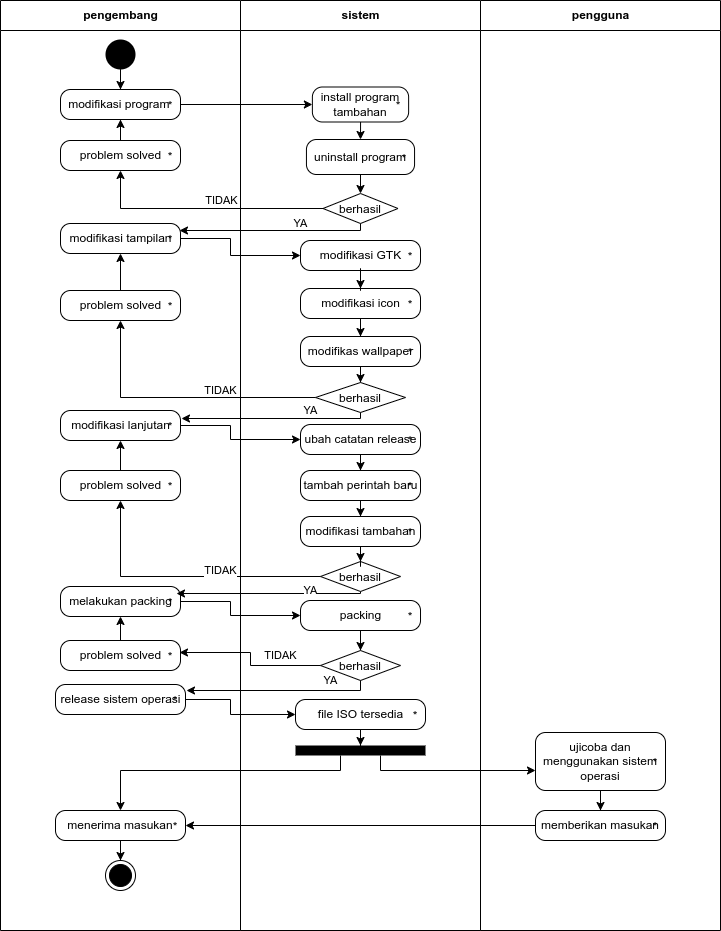 pengembang
sistem
pengguna
modifikasi program*
install program
tambahan *
problem solved *
uninstall program*
TIDAK
berhasil
YA
modifikasi tampilan*
modifikasi GTK *
problem solved *
modifikasi icon *
modifikas wallpaper*
TIDAK
berhasil
YA
modifikasi lanjutan*
ubah catatan release*
problem solved *
tambah perintah baru*
modifikasi tambahan*
TIDAK
berhasil
YA
melakukan packing*
packing *
problem solved *
TIDAK
berhasil
YA
release sistem operasi*
file ISO tersedia *
ujicoba dan
menggunakan sistem*
operasi
menerima masukan*
memberikan masukan*